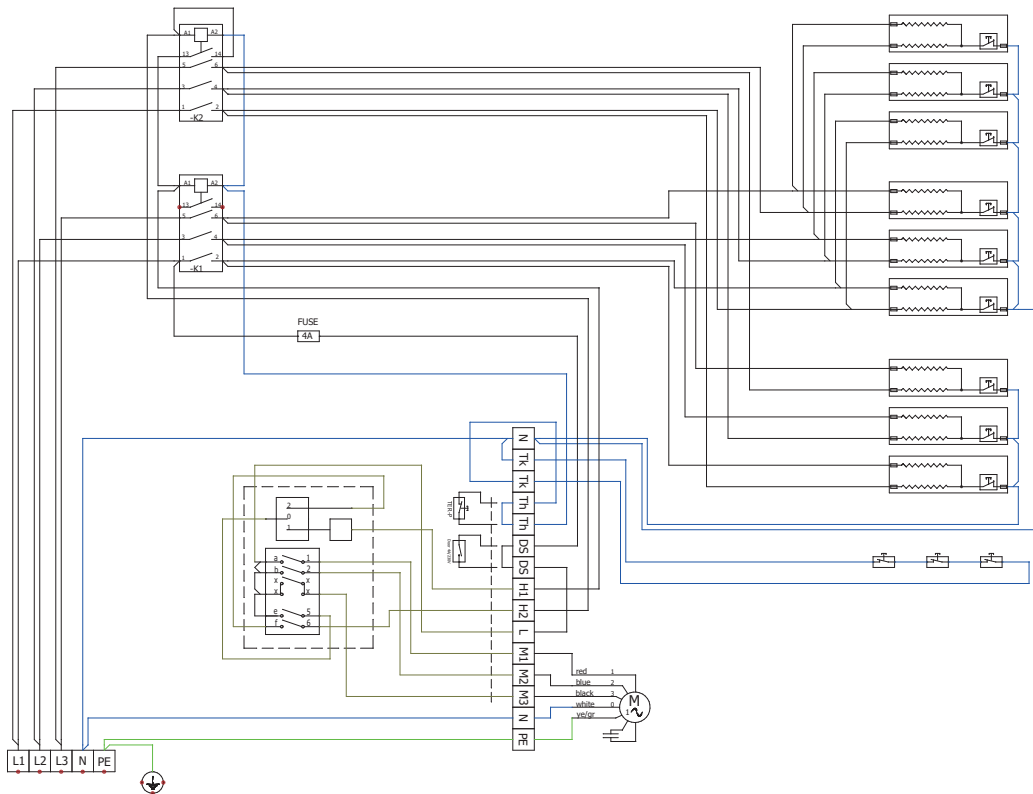 A1 A2
13 14
5 6
3 4
1 2
-K2
A1 A2
13 14
5 6
3 4
1 2
-K1
FUSE
4A
N
Tk
Tk
Th
Th
DS
DS
H1
H2
L
M1
M2
M3
N
PE
TER-P
2
0
1
a 1
b 2
x x
x x
e 5
f 6
red 1
blue 2
black 3
white 0
ye/gr
M
1
L1 L2 L3 N PE